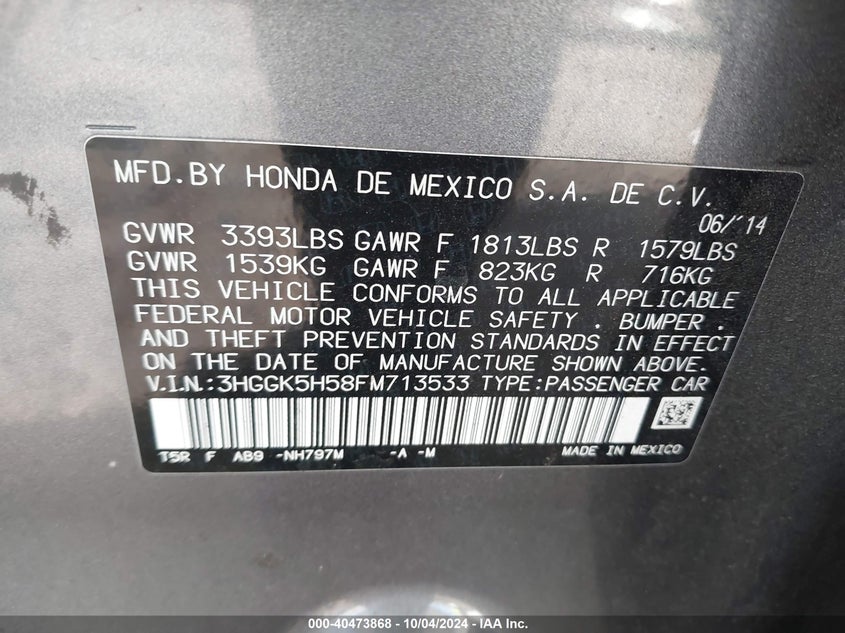 MFD.BY HONDA DE MEXICO S.A. DE C.V.
06/'14
GVWR 3393LBS GAWR F 1813LBS R 1579LBS
GVWR 1539KG GAWR F 823KG R 716KG
THIS VEHICLE CONFORMS TO ALL APPLICABLE
FEDERAL MOTOR VEHICLE SAFETY , BUMPER ,
AND THEFT PREVENTION STANDARDS IN EFFECT
ON THE DATE OF MANUFACTURE SHOWN ABOVE.
V.I.N.:3HGGK5H58FM713533 TYPE:PASSENGER CAR
T5R F AB9 -NH797M -A -M MADE IN MEXICO
000-40473868 - 10/04/2024 - IAA, Inc.